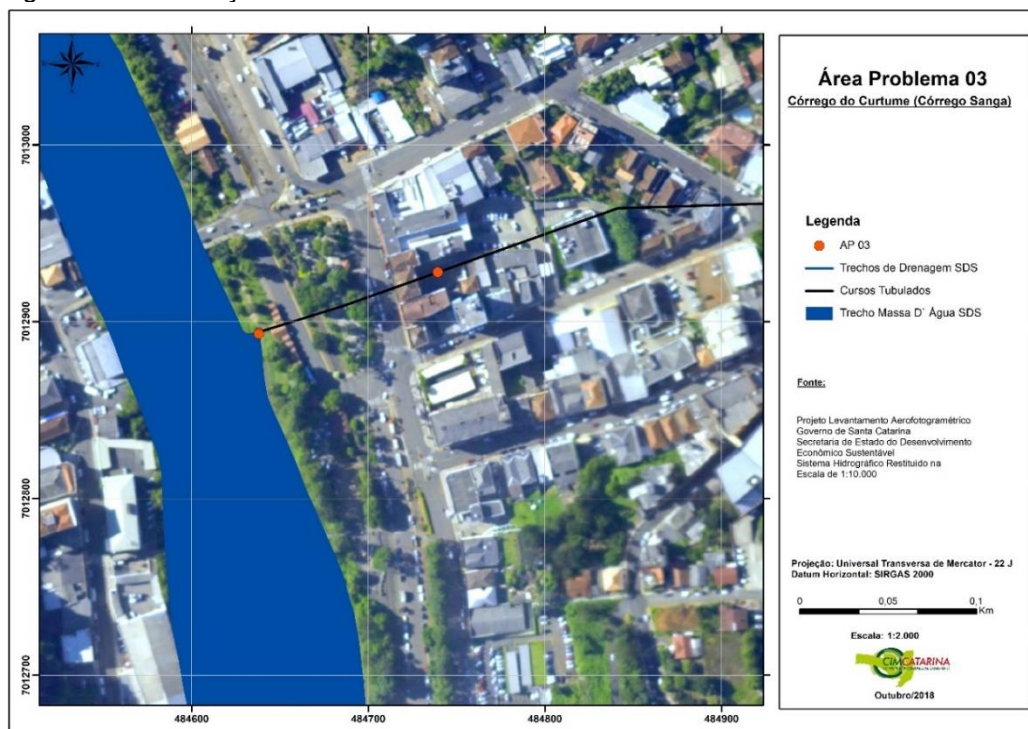 Área Problema 03
Córrego do Curtume (Córrego Sanga)
Legenda
AP 03
Trechos de Drenagem SDS
Cursos Tubulados
Trecho Massa D` Água SDS
Fonte:
Projeto Levantamento Aerofotogramétrico
Governo de Santa Catarina
Secretaria de Estado do Desenvolvimento
Econômico Sustentável
Sistema Hidrográfico Restituido na
Escala de 1:10.000
Projeção: Universal Transversa de Mercator - 22 J
Datum Horizontal: SIRGAS 2000
0 0,05 0,1
Km
Escala: 1:2.000
CIMCATARINA
Outubro/2018
7013000
7012900
7012800
7012700
484600 484700 484800 484900